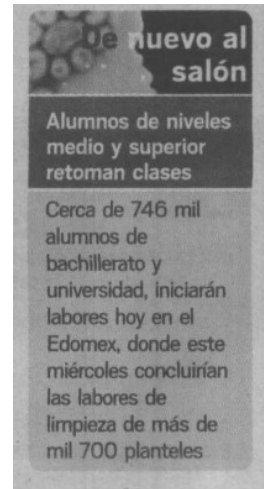 De nuevo al
salón
Alumnos de niveles
medio y superior
retoman clases
Cerca de 746 mil
alumnos de
bachillerato y
universidad, iniciarán
labores hoy en el
Edomex, donde este
miércoles concluirían
las labores de
limpieza de más de
mil 700 planteles